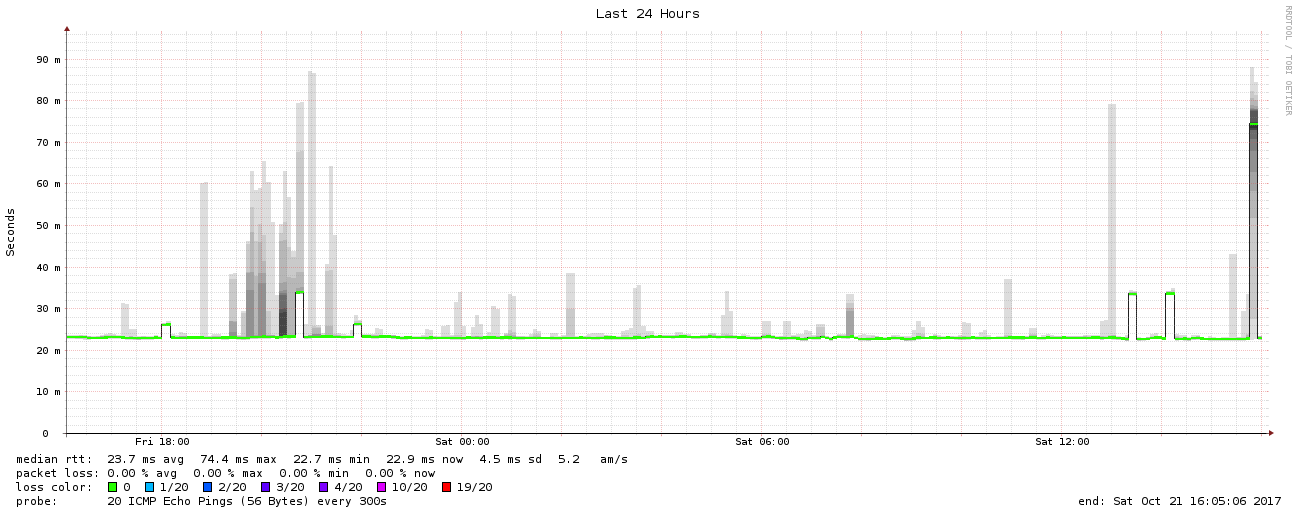 Last 24 Hours
RRDTOOL / TOBI OETIKER
Seconds
90 m
80 m
70 m
60 m
50 m
40 m
30 m
20 m
10 m
0
Fri 18:00 Sat 00:00 Sat 06:00 Sat 12:00
median rtt: 23.7 ms avg 74.4 ms max 22.7 ms min 22.9 ms now 4.5 ms sd 5.2 am/s
packet loss: 0.00 % avg 0.00 % max 0.00 % min 0.00 % now
loss color: 0 1/20 2/20 3/20 4/20 10/20 19/20
probe: 20 ICMP Echo Pings (56 Bytes) every 300s end: Sat Oct 21 16:05:06 2017